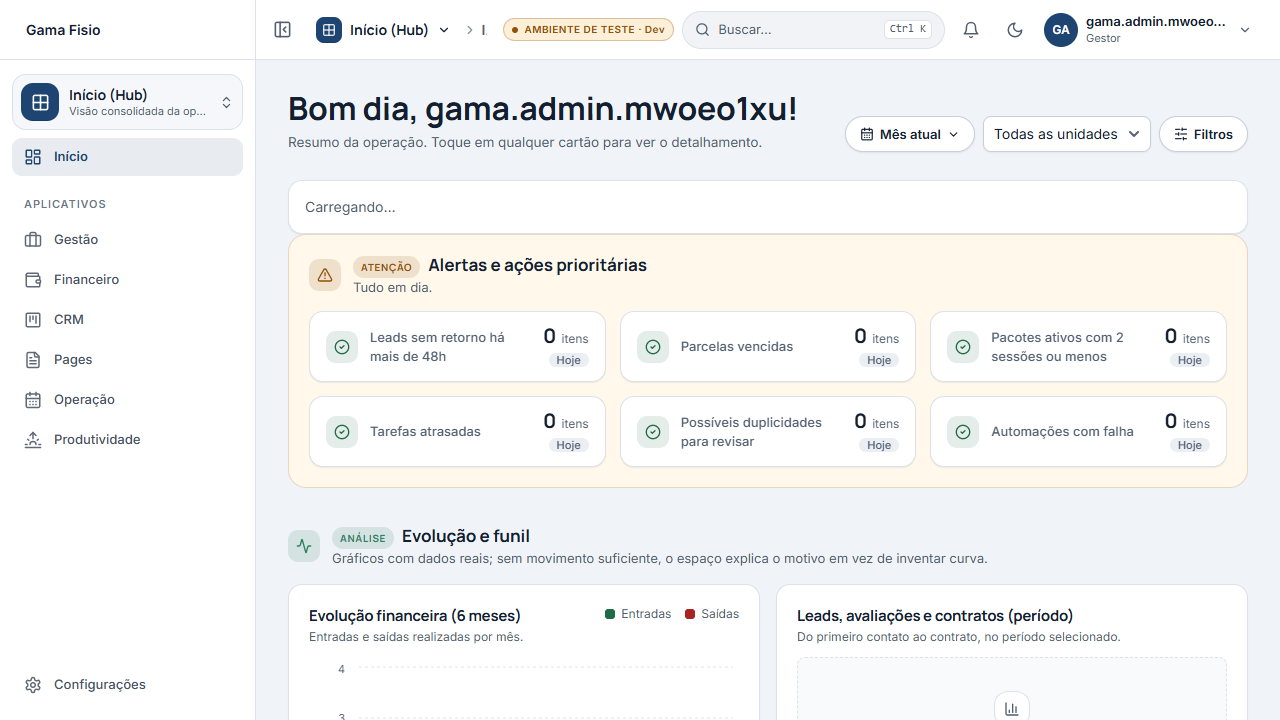 Gama Fisio
Início (Hub)
AMBIENTE DE TESTE · Dev
Buscar...
Ctrl K
GA
gama.admin.mwoeo...
Gestor
Início (Hub)
Visão consolidada da op...
Início
APLICATIVOS
Gestão
Financeiro
CRM
Pages
Operação
Produtividade
Configurações
Bom dia, gama.admin.mwoeo1xu!
Resumo da operação. Toque em qualquer cartão para ver o detalhamento.
Mês atual
Todas as unidades
Filtros
Carregando...
ATENÇÃO
Alertas e ações prioritárias
Tudo em dia.
Leads sem retorno há
mais de 48h
0 itens
Hoje
Parcelas vencidas
0 itens
Hoje
Pacotes ativos com 2
sessões ou menos
0 itens
Hoje
Tarefas atrasadas
0 itens
Hoje
Possíveis duplicidades
para revisar
0 itens
Hoje
Automações com falha
0 itens
Hoje
ANÁLISE
Evolução e funil
Gráficos com dados reais; sem movimento suficiente, o espaço explica o motivo em vez de inventar curva.
Evolução financeira (6 meses)
Entradas
Saídas
Entradas e saídas realizadas por mês.
4
3
Leads, avaliações e contratos (período)
Do primeiro contato ao contrato, no período selecionado.